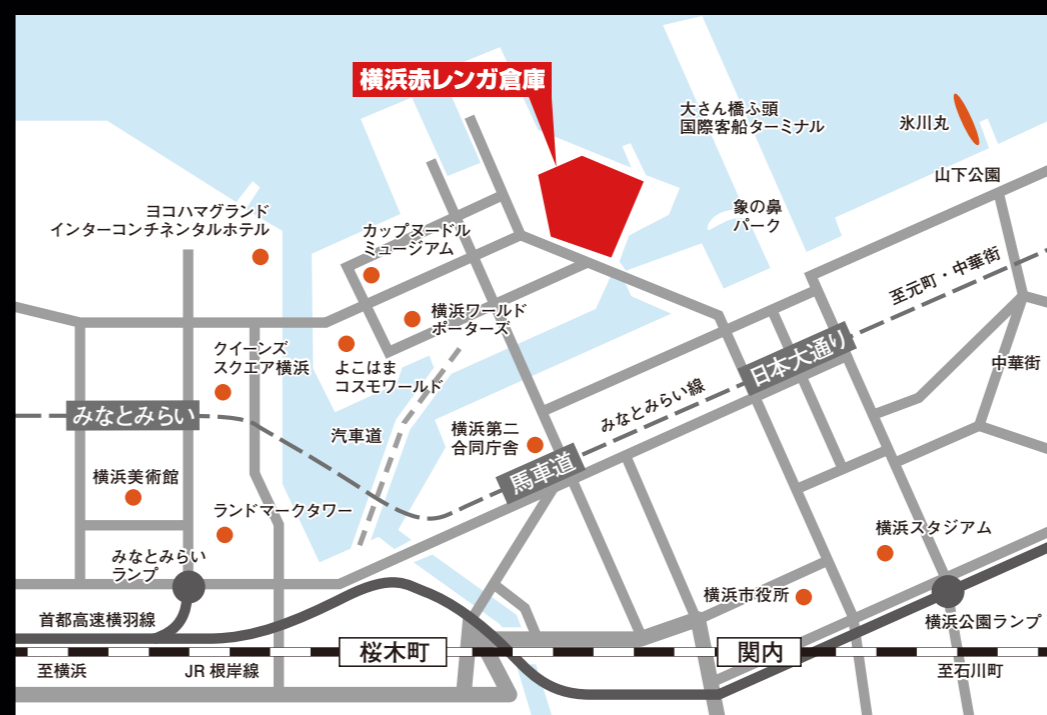 横浜赤レンガ倉庫
大さん橋ふ頭
国際客船ターミナル
氷川丸
山下公園
象の鼻
パーク
ヨコハマグランド
インターコンチネンタルホテル
カップヌードル
ミュージアム
至元町・中華街
横浜ワールド
ポーターズ
クイーンズ
スクエア横浜
よこはま
コスモワールド
日本大通り
中華街
みなとみらい線
みなとみらい
汽車道
横浜第二
合同庁舎
馬車道
横浜美術館
ランドマークタワー
横浜スタジアム
みなとみらい
ランプ
横浜市役所
首都高速横羽線
横浜公園ランプ
桜木町
関内
至横浜
JR 根岸線
至石川町